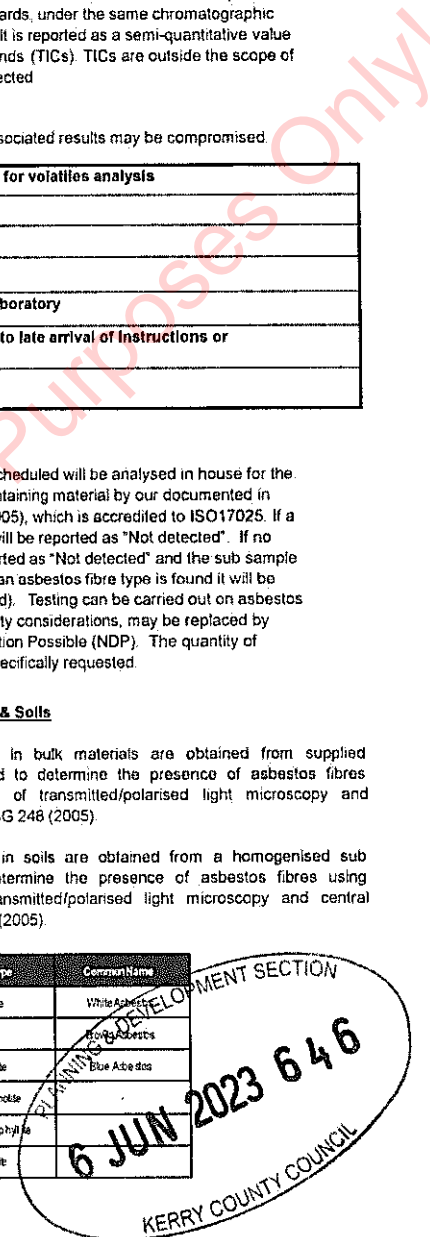 ards, under the same chromatographic
it is reported as a semi-quantitative value
nds (TICs). TICs are outside the scope of
ected
sociated results may be compromised.
for volatiles analysis
boratory
to late arrival of instructions or
Purposes Only!
cheduled will be analysed in house for the
ntaining material by our documented in
05), which is accredited to ISO17025. If a
ill be reported as "Not detected". If no
rted as "Not detected" and the sub sample
an asbestos fibre type is found it will be
d). Testing can be carried out on asbestos
ty considerations, may be replaced by
tion Possible (NDP). The quantity of
ecifically requested.
& Soils
in bulk materials are obtained from supplied
d to determine the presence of asbestos fibres
of transmitted/polarised light microscopy and
G 248 (2005).
in soils are obtained from a homogenised sub
termine the presence of asbestos fibres using
ansmitted/polarised light microscopy and central
(2005).
pe Common Name
e White Asbestos
Brown Asbestos
te Blue Asbestos
nolite -
ophyllite
ite
PLANNING & DEVELOPMENT SECTION
6 JUN 2023 646
KERRY COUNTY COUNCIL